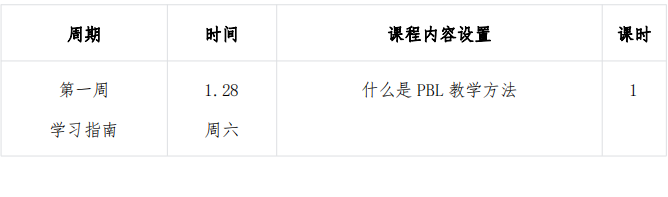 周期 时间 课程内容设置 课时
第一周 1.28 什么是 PBL 教学方法 1
学习指南 周六